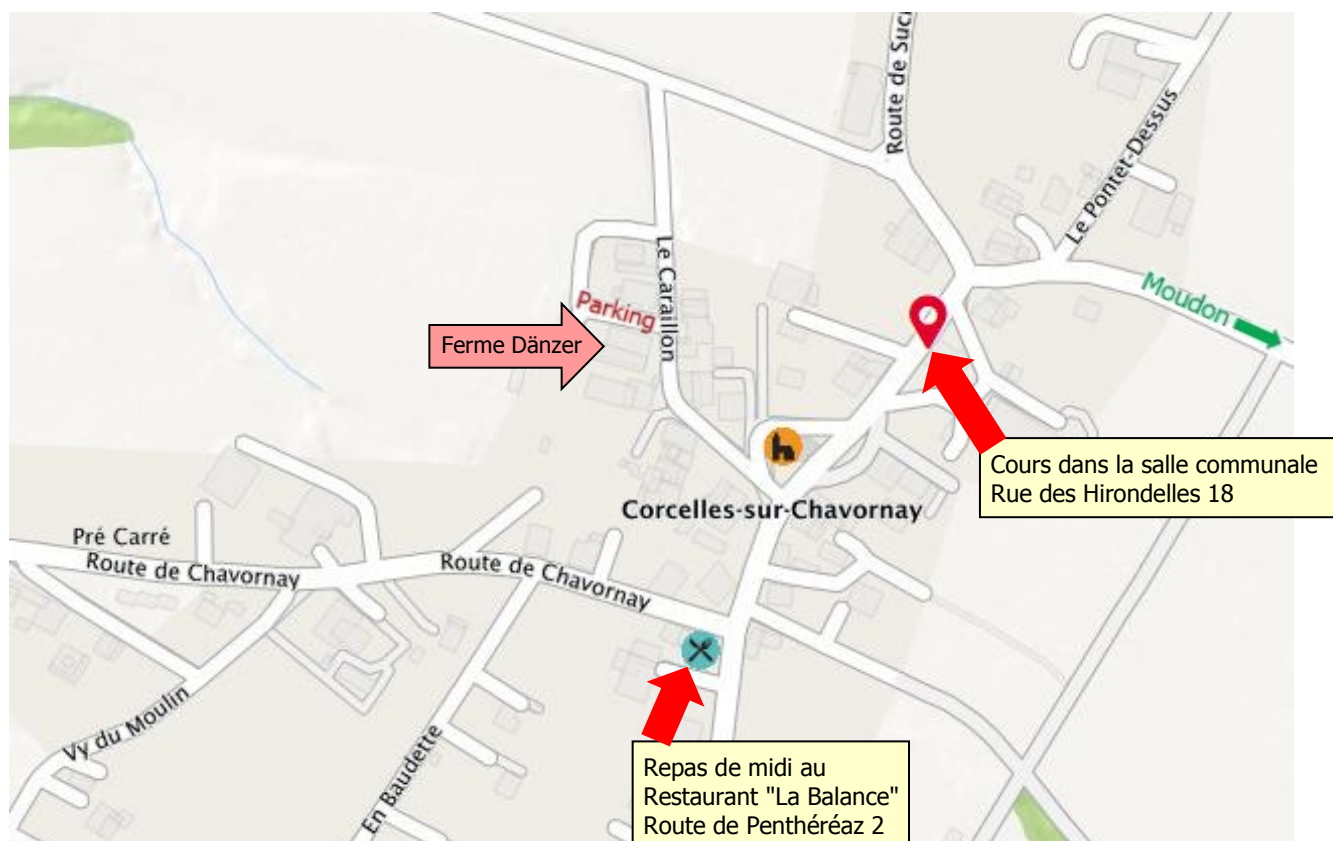 Route de Suc
Le Pontet-Dessus
Le Caraillon
Moudon
Parking
Ferme Dänzer
Cours dans la salle communale
Rue des Hirondelles 18
Corcelles-sur-Chavornay
Pré Carré
Route de Chavornay
Route de Chavornay
Vy du Moulin
En Baudette
Repas de midi au
Restaurant "La Balance"
Route de Penthéréaz 2